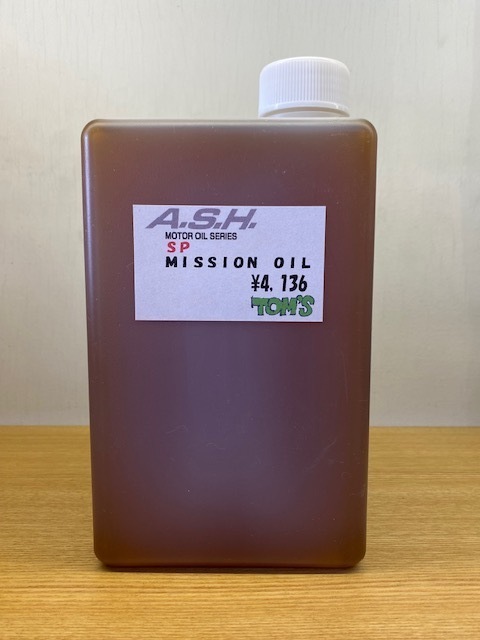 A.S.H.
MOTOR OIL SERIES
SP
MISSION OIL
¥4,136
TOM'S